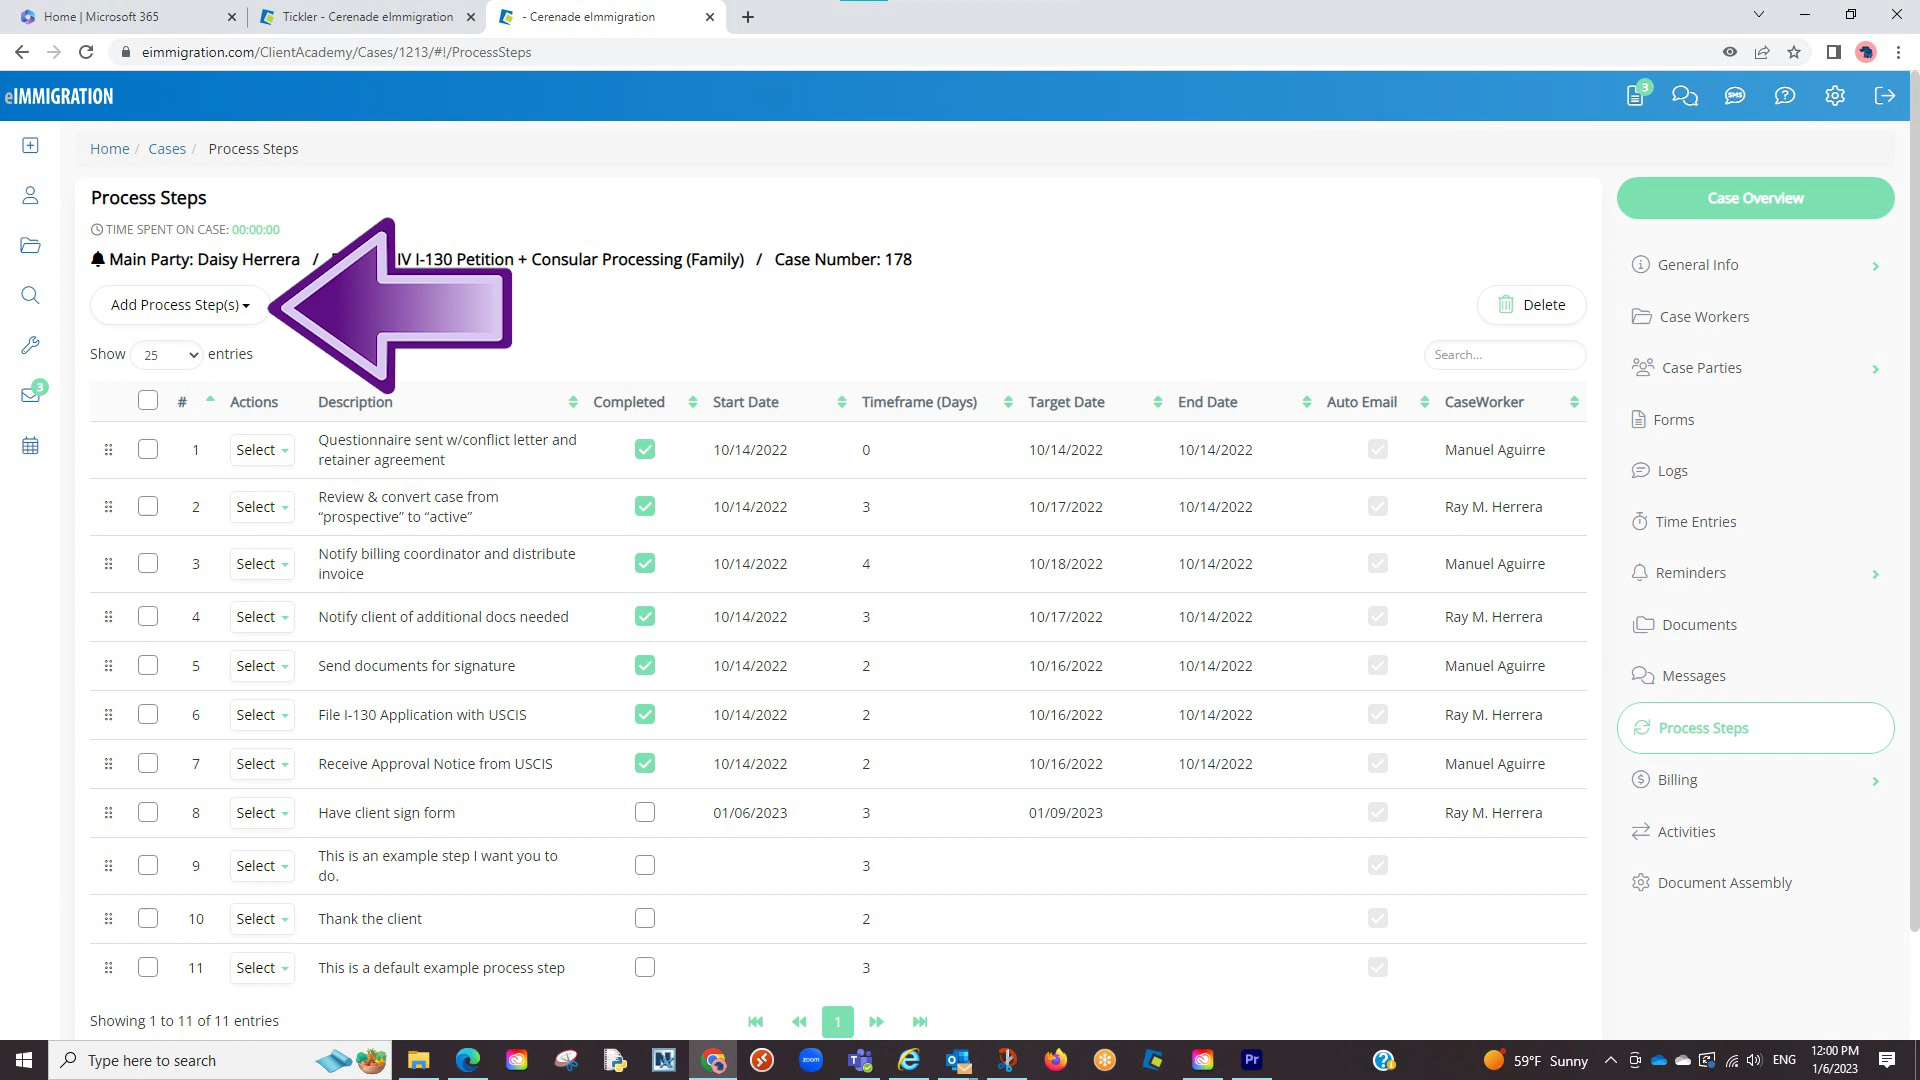 Home | Microsoft 365
Tickler - Cerenade eImmigration
- Cerenade eImmigration
eimmigration.com/ClientAcademy/Cases/1213/#!/ProcessSteps
eIMMIGRATION
3
SMS
Home / Cases / Process Steps
Process Steps
TIME SPENT ON CASE: 00:00:00
Main Party: Daisy Herrera / IV I-130 Petition + Consular Processing (Family) / Case Number: 178
Add Process Step(s)
Delete
Show 25 entries
Search...
# Actions Description Completed Start Date Timeframe (Days) Target Date End Date Auto Email CaseWorker
1 Select Questionnaire sent w/conflict letter and retainer agreement 10/14/2022 0 10/14/2022 10/14/2022 Manuel Aguirre
2 Select Review & convert case from “prospective” to “active” 10/14/2022 3 10/17/2022 10/14/2022 Ray M. Herrera
3 Select Notify billing coordinator and distribute invoice 10/14/2022 4 10/18/2022 10/14/2022 Manuel Aguirre
4 Select Notify client of additional docs needed 10/14/2022 3 10/17/2022 10/14/2022 Ray M. Herrera
5 Select Send documents for signature 10/14/2022 2 10/16/2022 10/14/2022 Manuel Aguirre
6 Select File I-130 Application with USCIS 10/14/2022 2 10/16/2022 10/14/2022 Ray M. Herrera
7 Select Receive Approval Notice from USCIS 10/14/2022 2 10/16/2022 10/14/2022 Manuel Aguirre
8 Select Have client sign form 01/06/2023 3 01/09/2023 Ray M. Herrera
9 Select This is an example step I want you to do. 3
10 Select Thank the client 2
11 Select This is a default example process step 3
Showing 1 to 11 of 11 entries
1
3
Case Overview
General Info
Case Workers
Case Parties
Forms
Logs
Time Entries
Reminders
Documents
Messages
Process Steps
Billing
Activities
Document Assembly
Type here to search
zoom
Pr
59°F Sunny
ENG
12:00 PM
1/6/2023